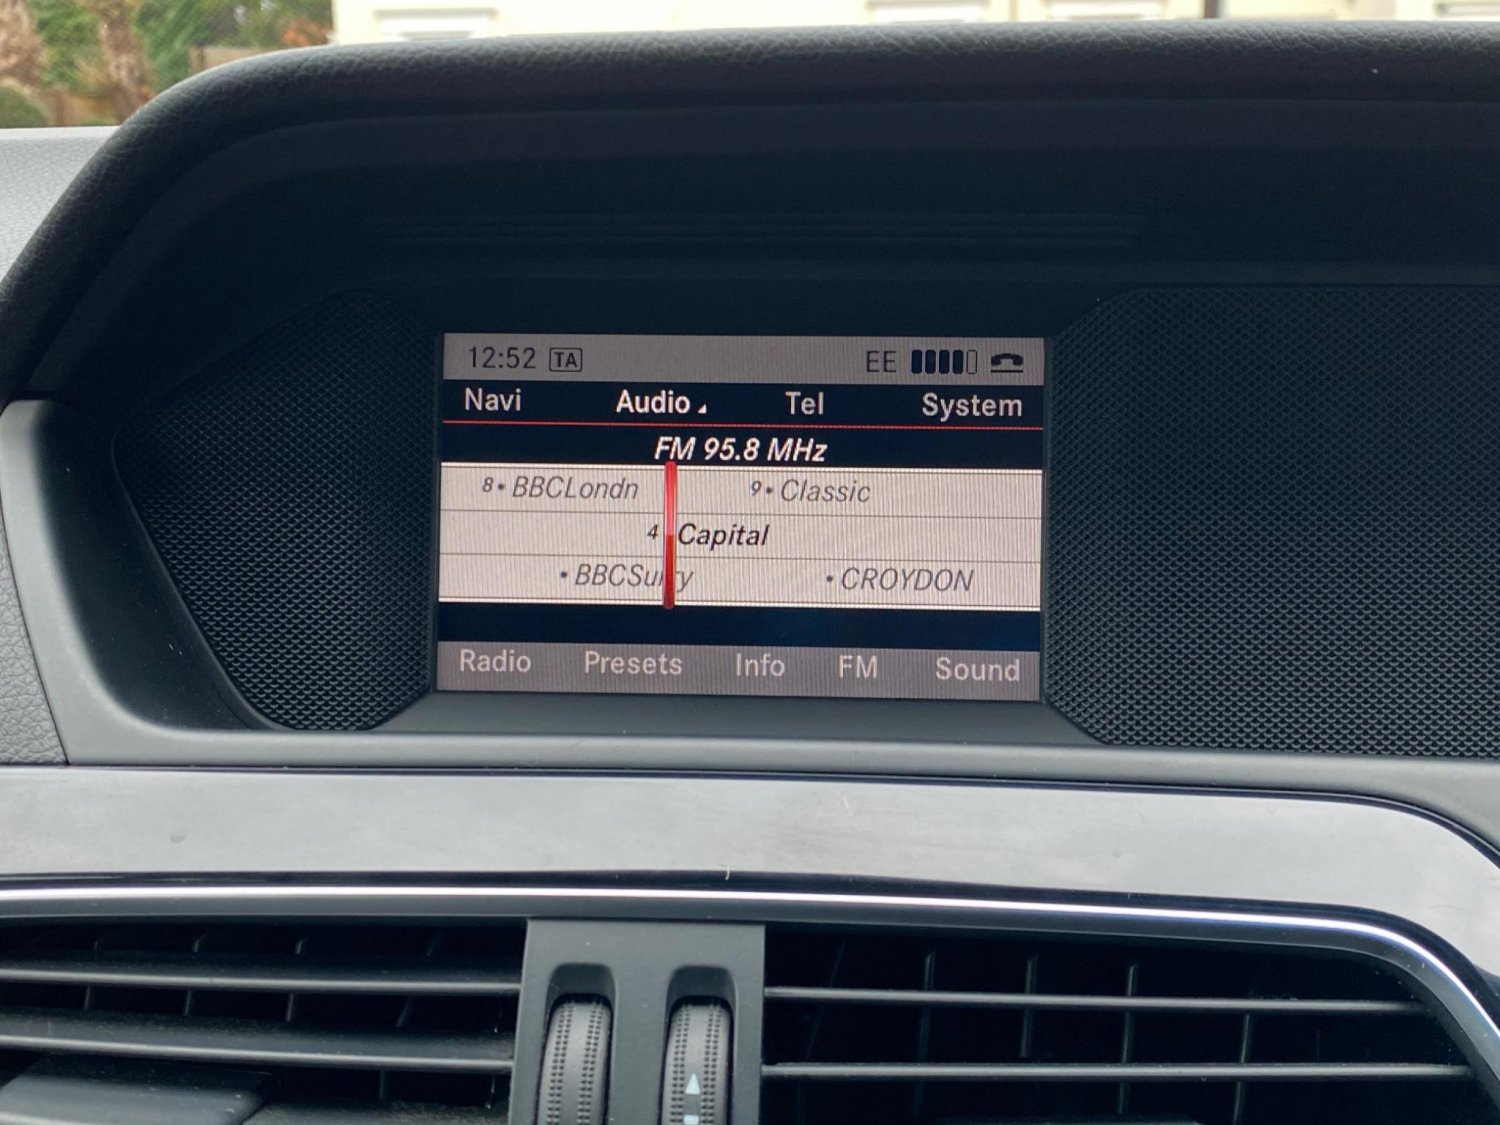 12:52 TA EE
Navi Audio Tel System
FM 95.8 MHz
8• BBCLondn 9• Classic
4 Capital
• BBCSurry • CROYDON
Radio Presets Info FM Sound